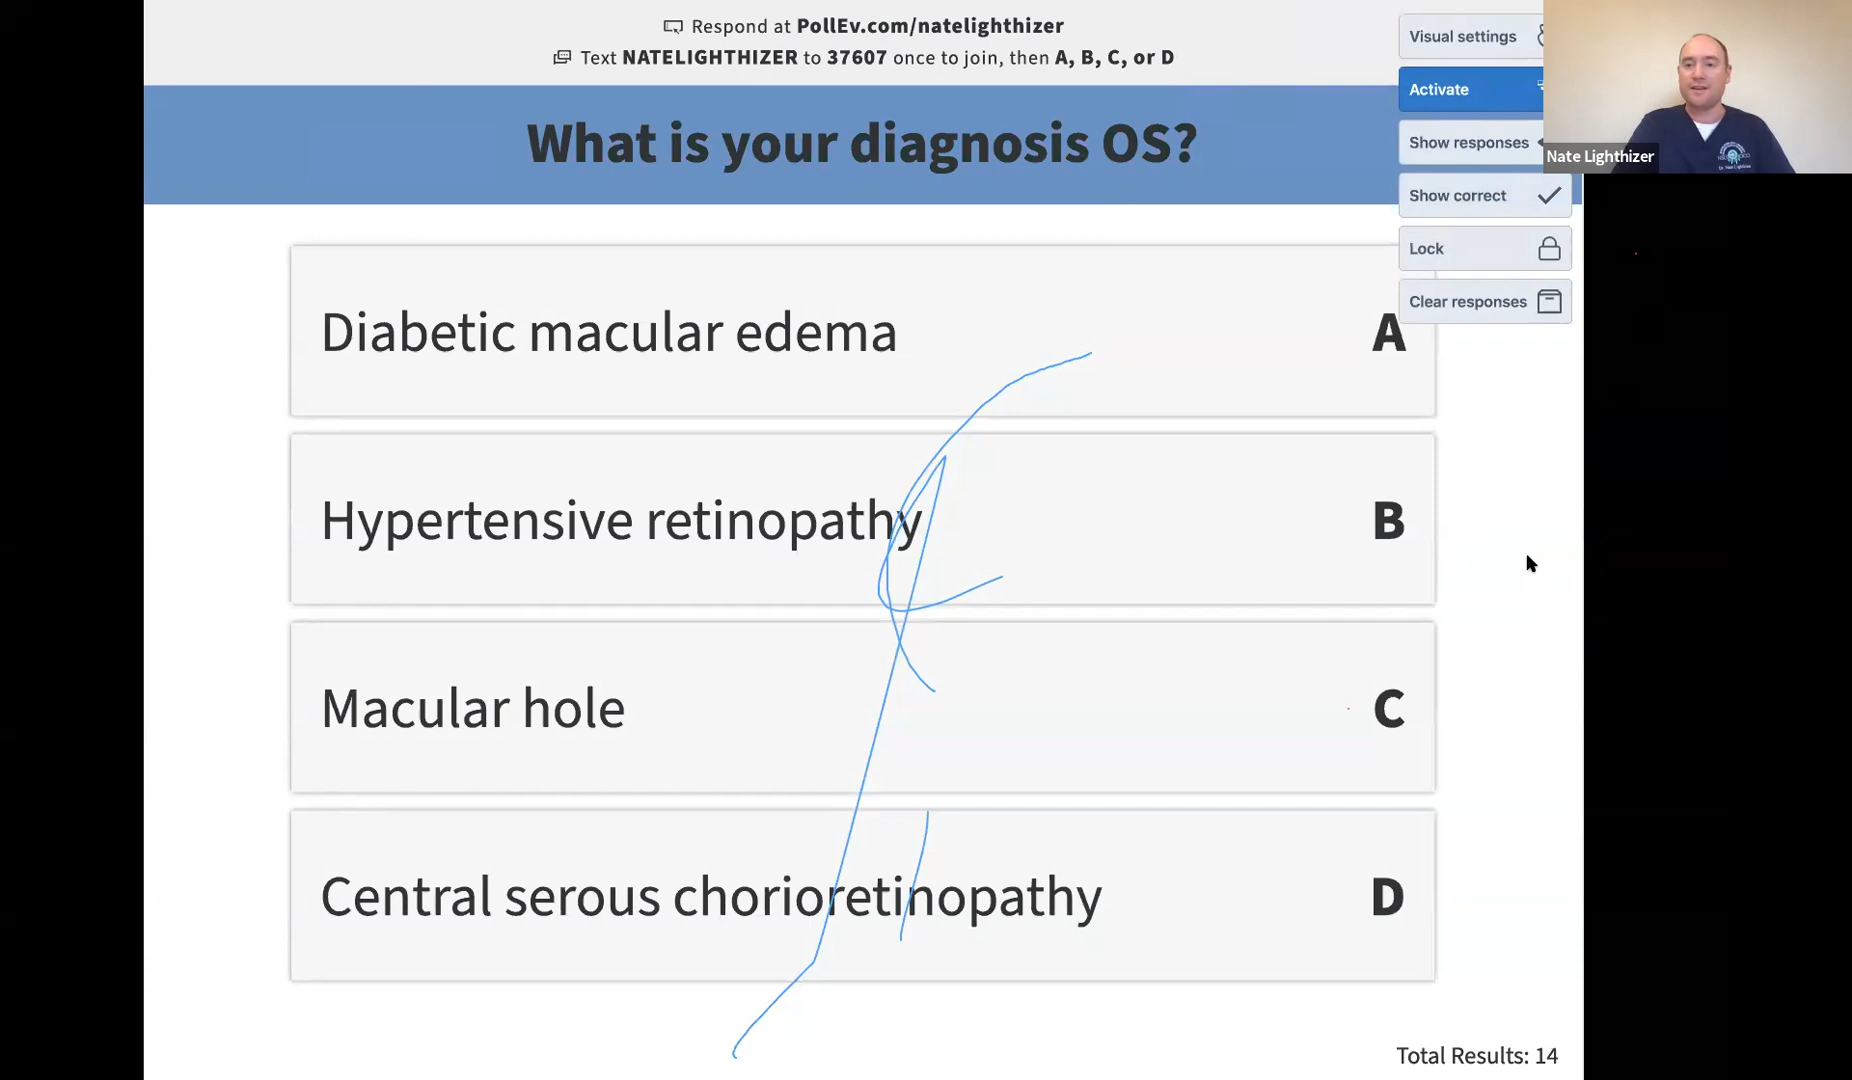 Respond at PollEv.com/natelighthizer
Text NATELIGHTHIZER to 37607 once to join, then A, B, C, or D
What is your diagnosis OS?
Visual settings
Activate
Show responses
Show correct
Lock
Clear responses
Nate Lighthizer
Diabetic macular edema A
Hypertensive retinopathy B
Macular hole C
Central serous chorioretinopathy D
Total Results: 14